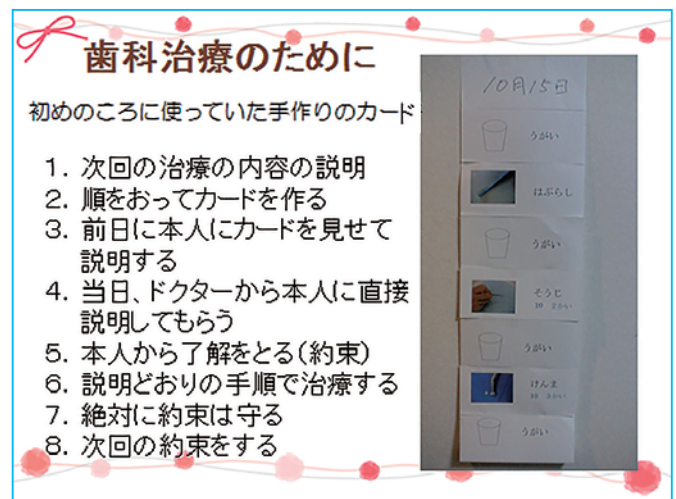 歯科治療のために
初めのころに使っていた手作りのカード
1. 次回の治療の内容の説明
2. 順をおってカードを作る
3. 前日に本人にカードを見せて
説明する
4. 当日、ドクターから本人に直接
説明してもらう
5. 本人から了解をとる(約束)
6. 説明どおりの手順で治療する
7. 絶対に約束は守る
8. 次回の約束をする
10月15日
うがい
はぶらし
うがい
そうじ
10 2かい
うがい
けんま
10 2かい
うがい